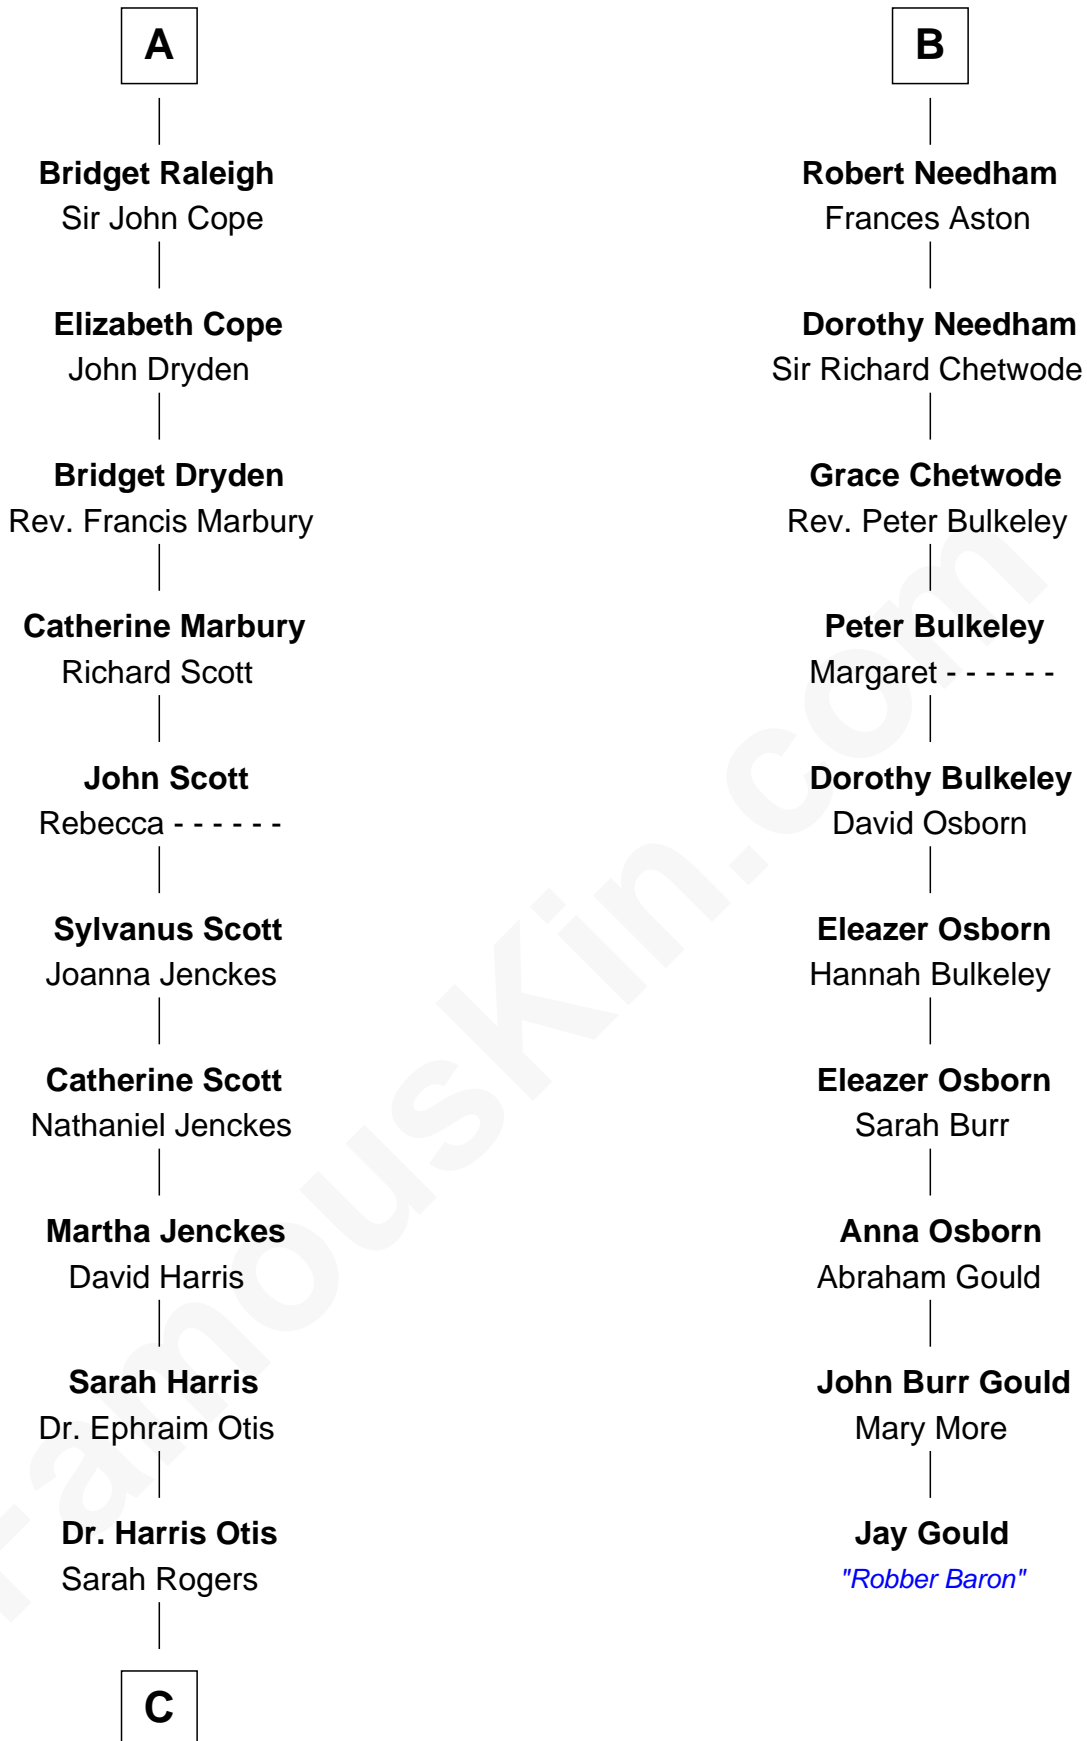 A
Bridget Raleigh
Sir John Cope
Elizabeth Cope
John Dryden
Bridget Dryden
Rev. Francis Marbury
Catherine Marbury
Richard Scott
John Scott
Rebecca - - - - - -
Sylvanus Scott
Joanna Jenckes
Catherine Scott
Nathaniel Jenckes
Martha Jenckes
David Harris
Sarah Harris
Dr. Ephraim Otis
Dr. Harris Otis
Sarah Rogers
C
B
Robert Needham
Frances Aston
Dorothy Needham
Sir Richard Chetwode
Grace Chetwode
Rev. Peter Bulkeley
Peter Bulkeley
Margaret - - - - - -
Dorothy Bulkeley
David Osborn
Eleazer Osborn
Hannah Bulkeley
Eleazer Osborn
Sarah Burr
Anna Osborn
Abraham Gould
John Burr Gould
Mary More
Jay Gould
"Robber Baron"
FamousKin.com